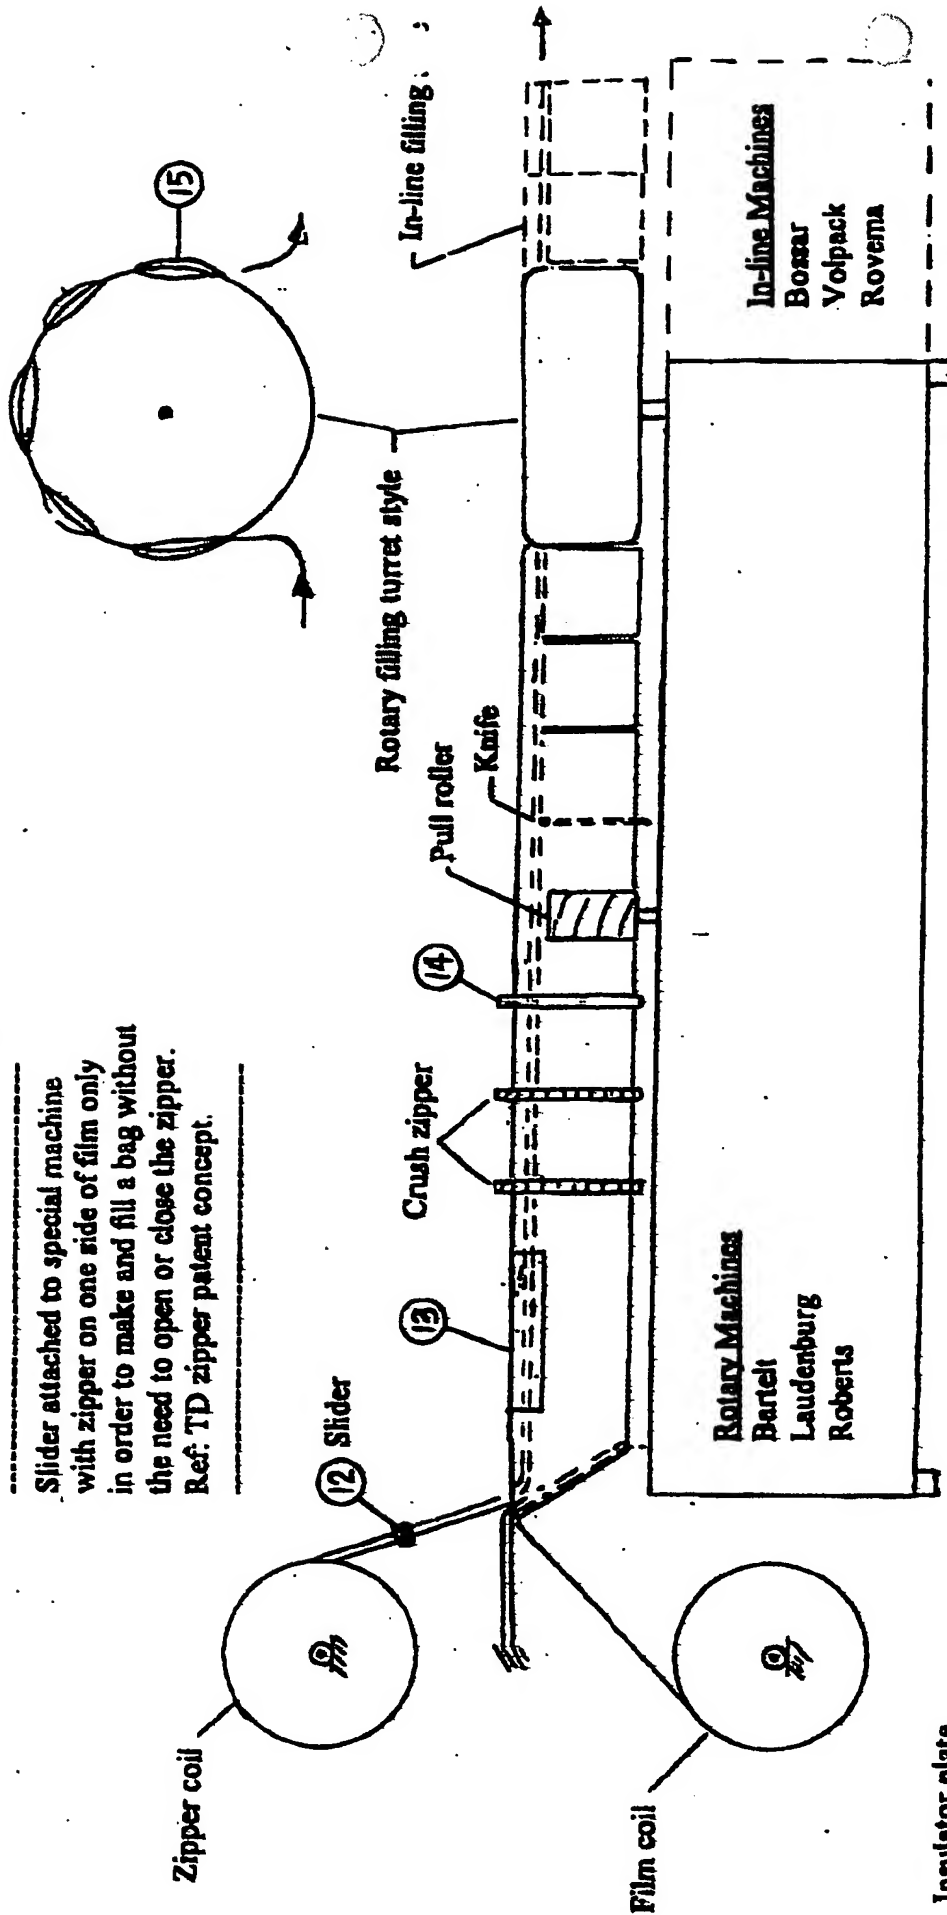 Slider attached to special machine
with zipper on one side of film only
in order to make and fill a bag without
the need to open or close the zipper.
Ref: TD zipper patent concept.
Zipper coil
12 Slider
13
Crush zipper
14
Pull roller
Knife
Rotary filling turret style
15
In-line filling
Film coil
Rotary Machines
Bartelt
Laudenburg
Roberts
In-line Machines
Bossar
Volpack
Rovema
Insulator plate